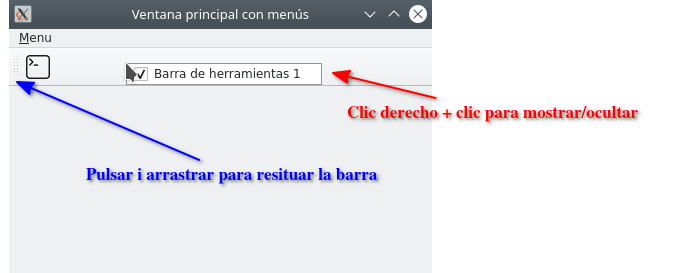 Ventana principal con menús
Menu
Barra de herramientas 1
Clic derecho + clic para mostrar/ocultar
Pulsar i arrastrar para resituar la barra